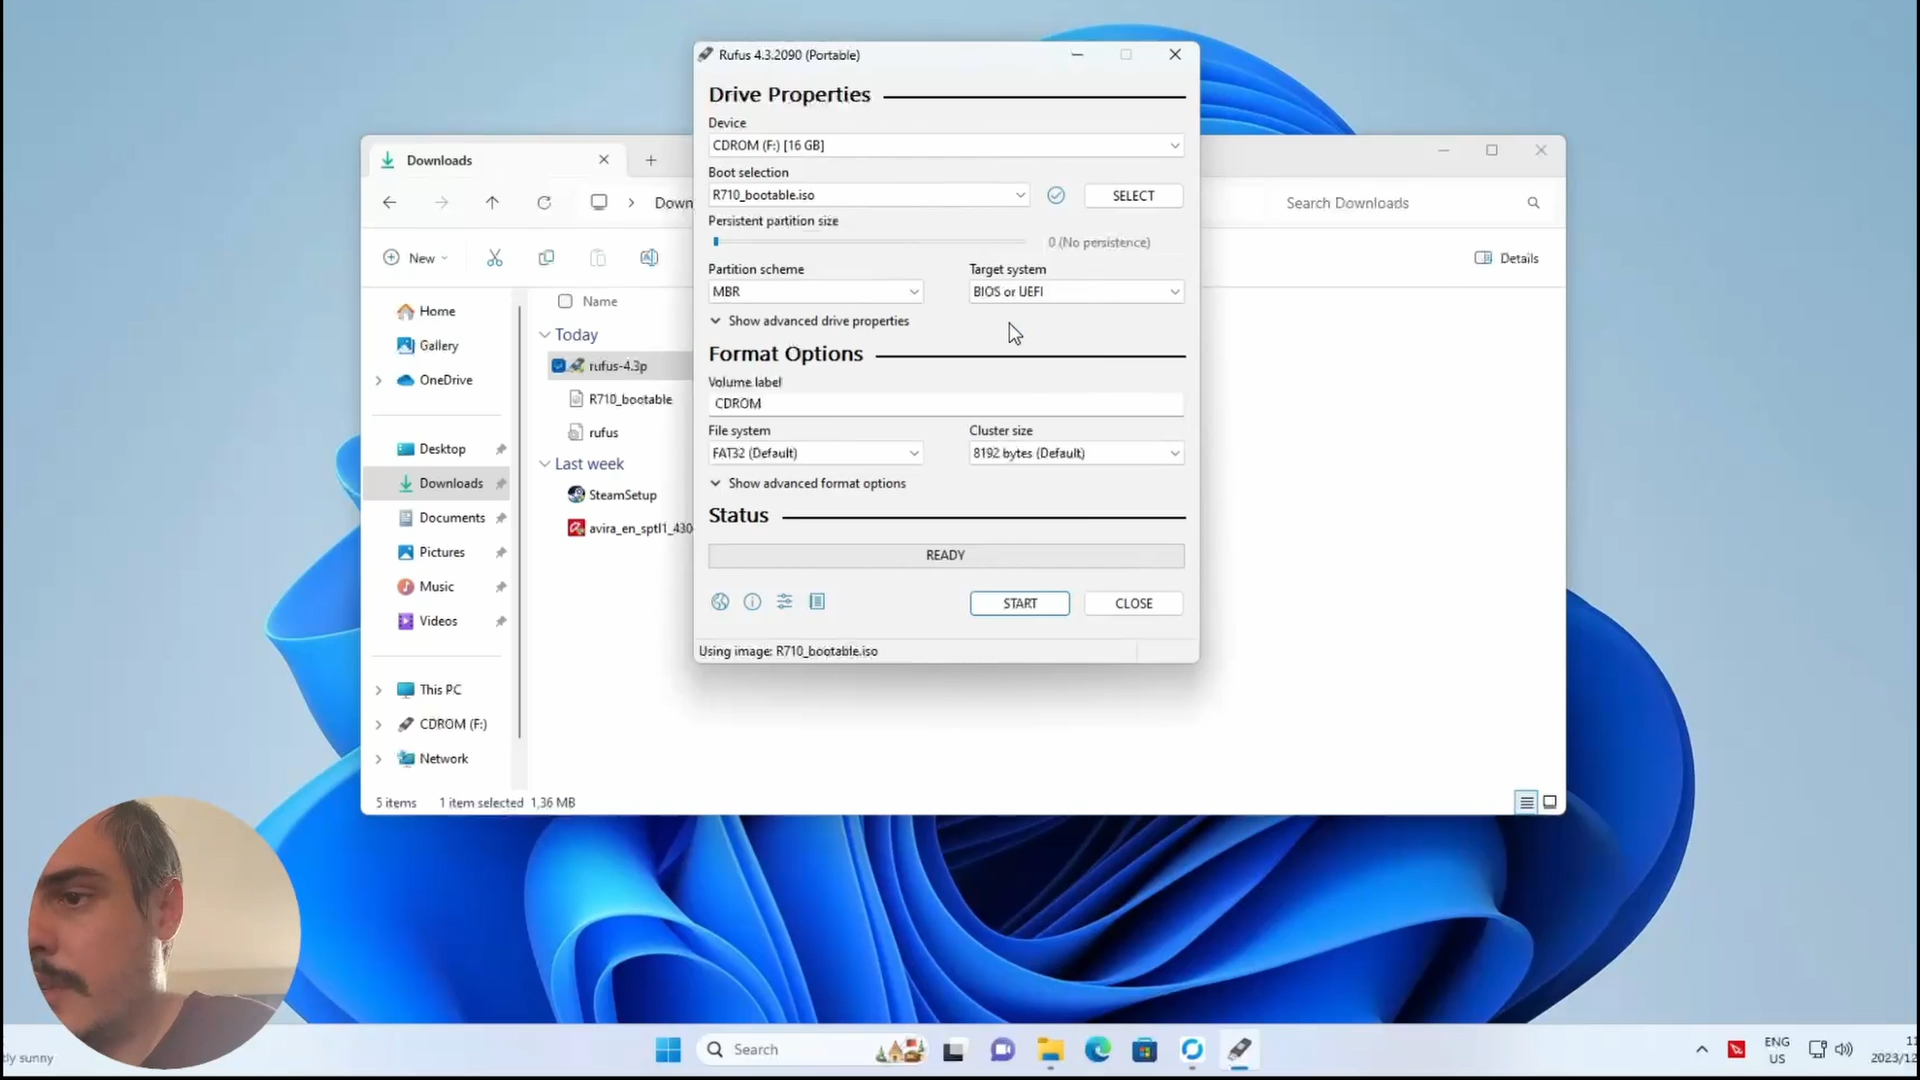 Rufus 4.3.2090 (Portable)
Drive Properties
Device
CDROM (F:) [16 GB]
Boot selection
R710_bootable.iso
SELECT
Persistent partition size
0 (No persistence)
Partition scheme
Target system
MBR
BIOS or UEFI
Show advanced drive properties
Format Options
Volume label
CDROM
File system
Cluster size
FAT32 (Default)
8192 bytes (Default)
Show advanced format options
Status
READY
START
CLOSE
Using image: R710_bootable.iso
Downloads
Down
Search Downloads
New
Details
Home
Gallery
OneDrive
Desktop
Downloads
Documents
Pictures
Music
Videos
This PC
CDROM (F:)
Network
Name
Today
rufus-4.3p
R710_bootable
rufus
Last week
SteamSetup
avira_en_sptl1_430
5 items 1 item selected 1,36 MB
tly sunny
Search
ENG
US
11
2023/12